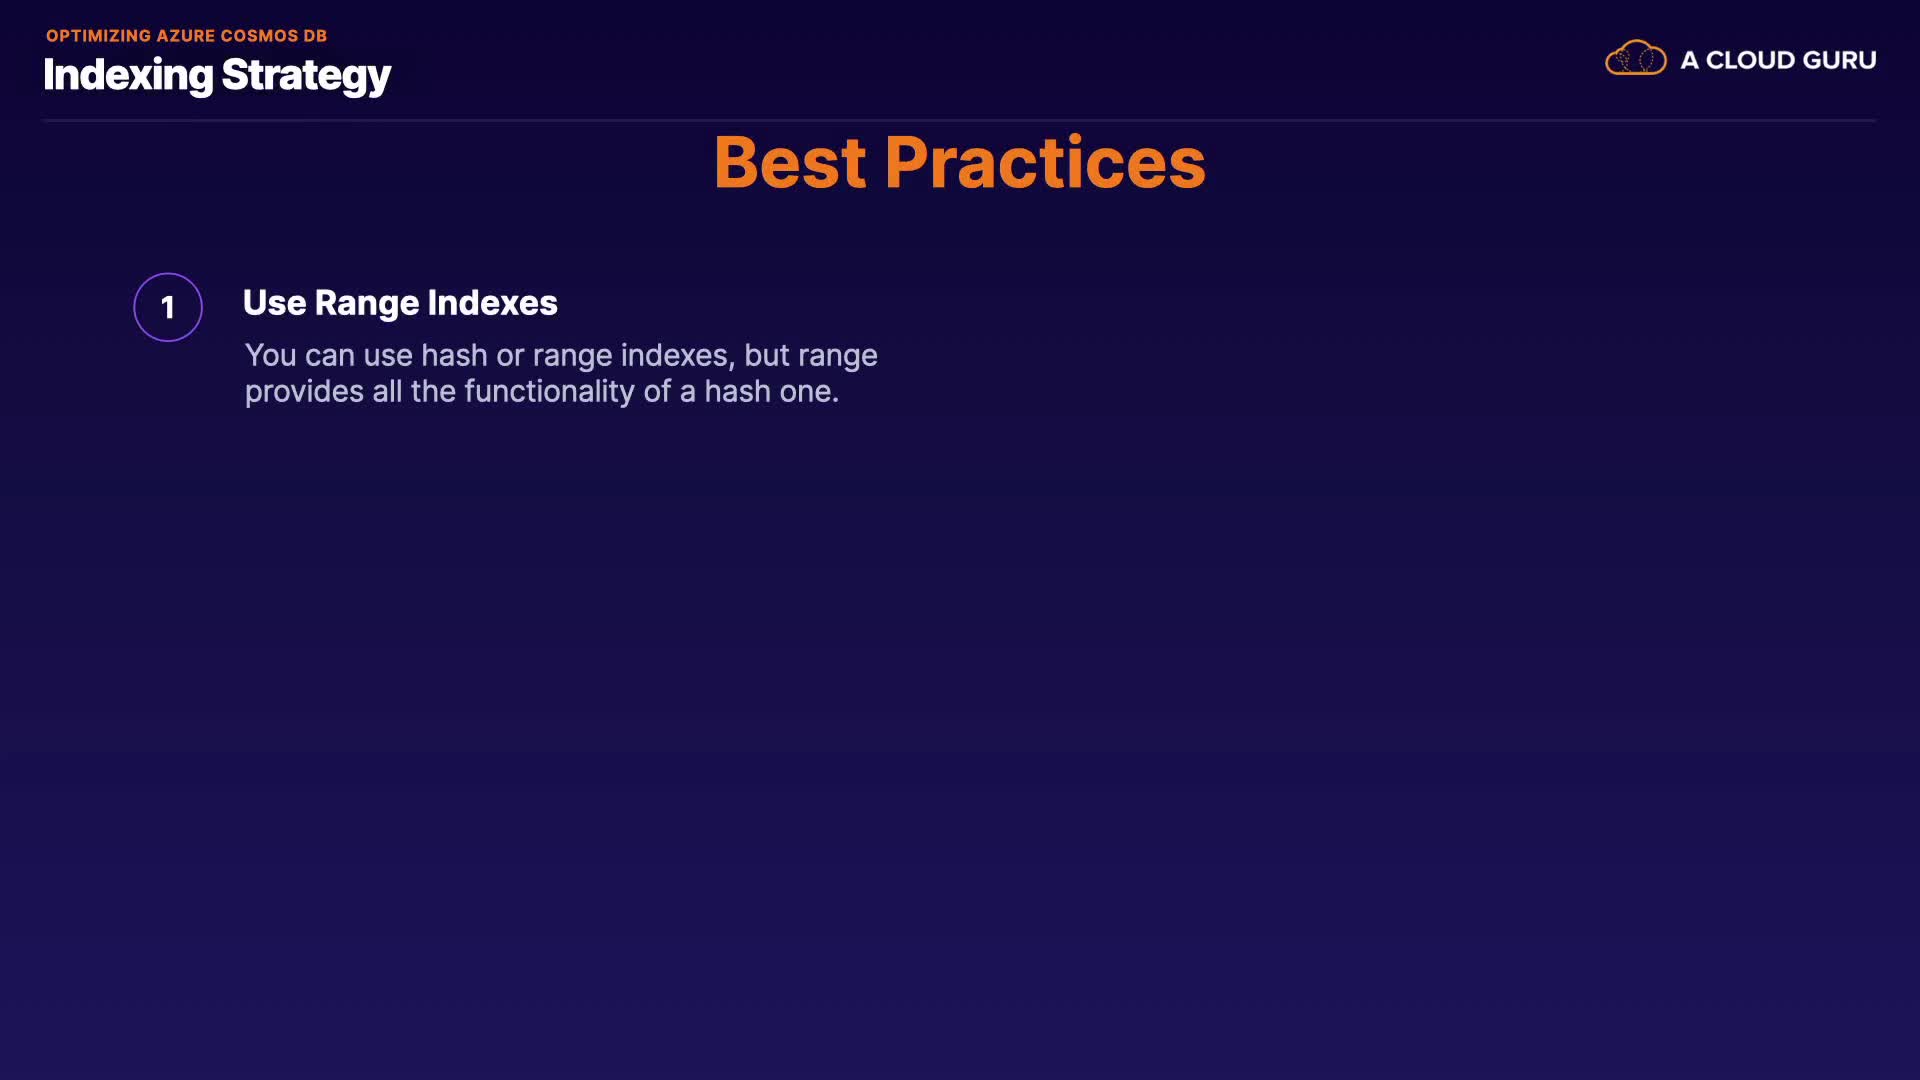 OPTIMIZING AZURE COSMOS DB
Indexing Strategy
A CLOUD GURU
Best Practices
1
Use Range Indexes
You can use hash or range indexes, but range
provides all the functionality of a hash one.